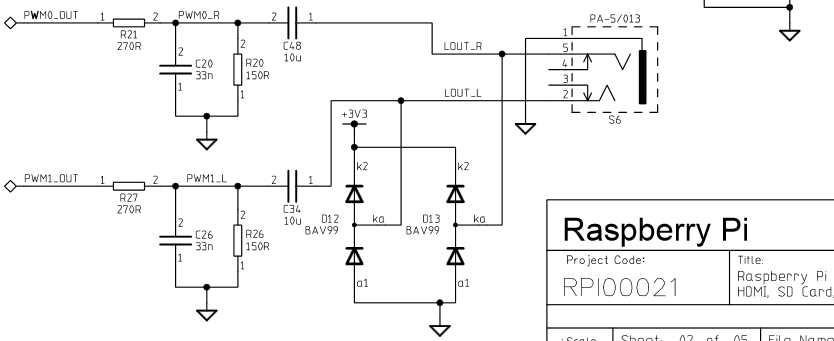 PWM0_OUT 1 2 PWM0_R 2 1
R21
270R
C48
10u
2 C20
33n
1
2 R20
150R
1
LOUT_R
LOUT_L
PA-5/013
1
5
4
3
2
S6
+3V3
PWM1_OUT 1 2 PWM1_L 2 1
R27
270R
C34
10u
2 C26
33n
1
2 R26
150R
1
k2 k2
D12
BAV99
ka
D13
BAV99
ka
a1 a1
Raspberry Pi
Project Code:
RPI00021
Title:
Raspberry Pi
HDMI, SD Card,
Sheet: 02 of 05